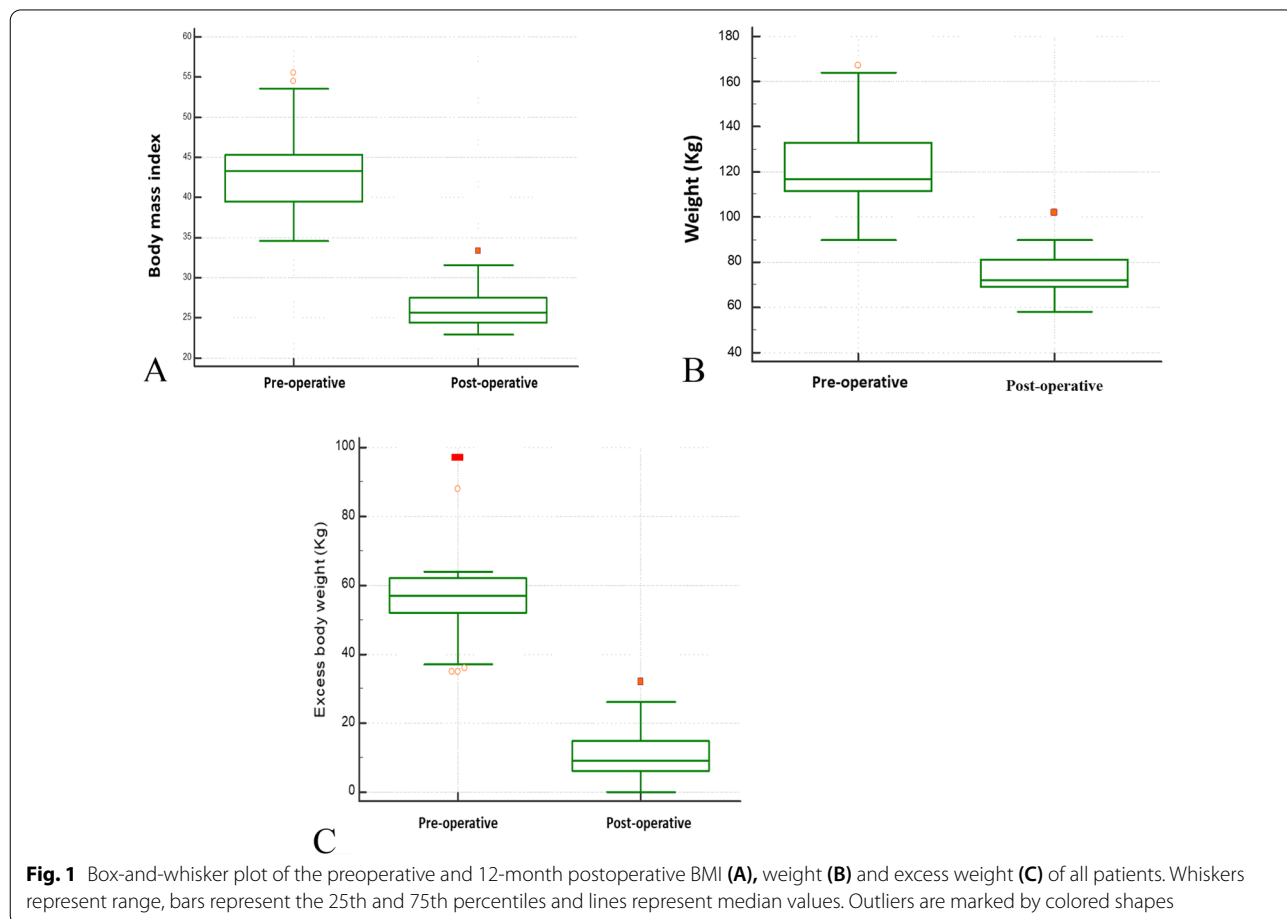 60
55
50
45
40
35
30
25
20
Body mass index
Pre-operative
Post-operative
A
180
160
140
120
100
80
60
40
Weight (Kg)
Pre-operative
Post-operative
B
100
80
60
40
20
0
Excess body weight (Kg)
Pre-operative
Post-operative
C
Fig. 1 Box-and-whisker plot of the preoperative and 12-month postoperative BMI (A), weight (B) and excess weight (C) of all patients. Whiskers
represent range, bars represent the 25th and 75th percentiles and lines represent median values. Outliers are marked by colored shapes